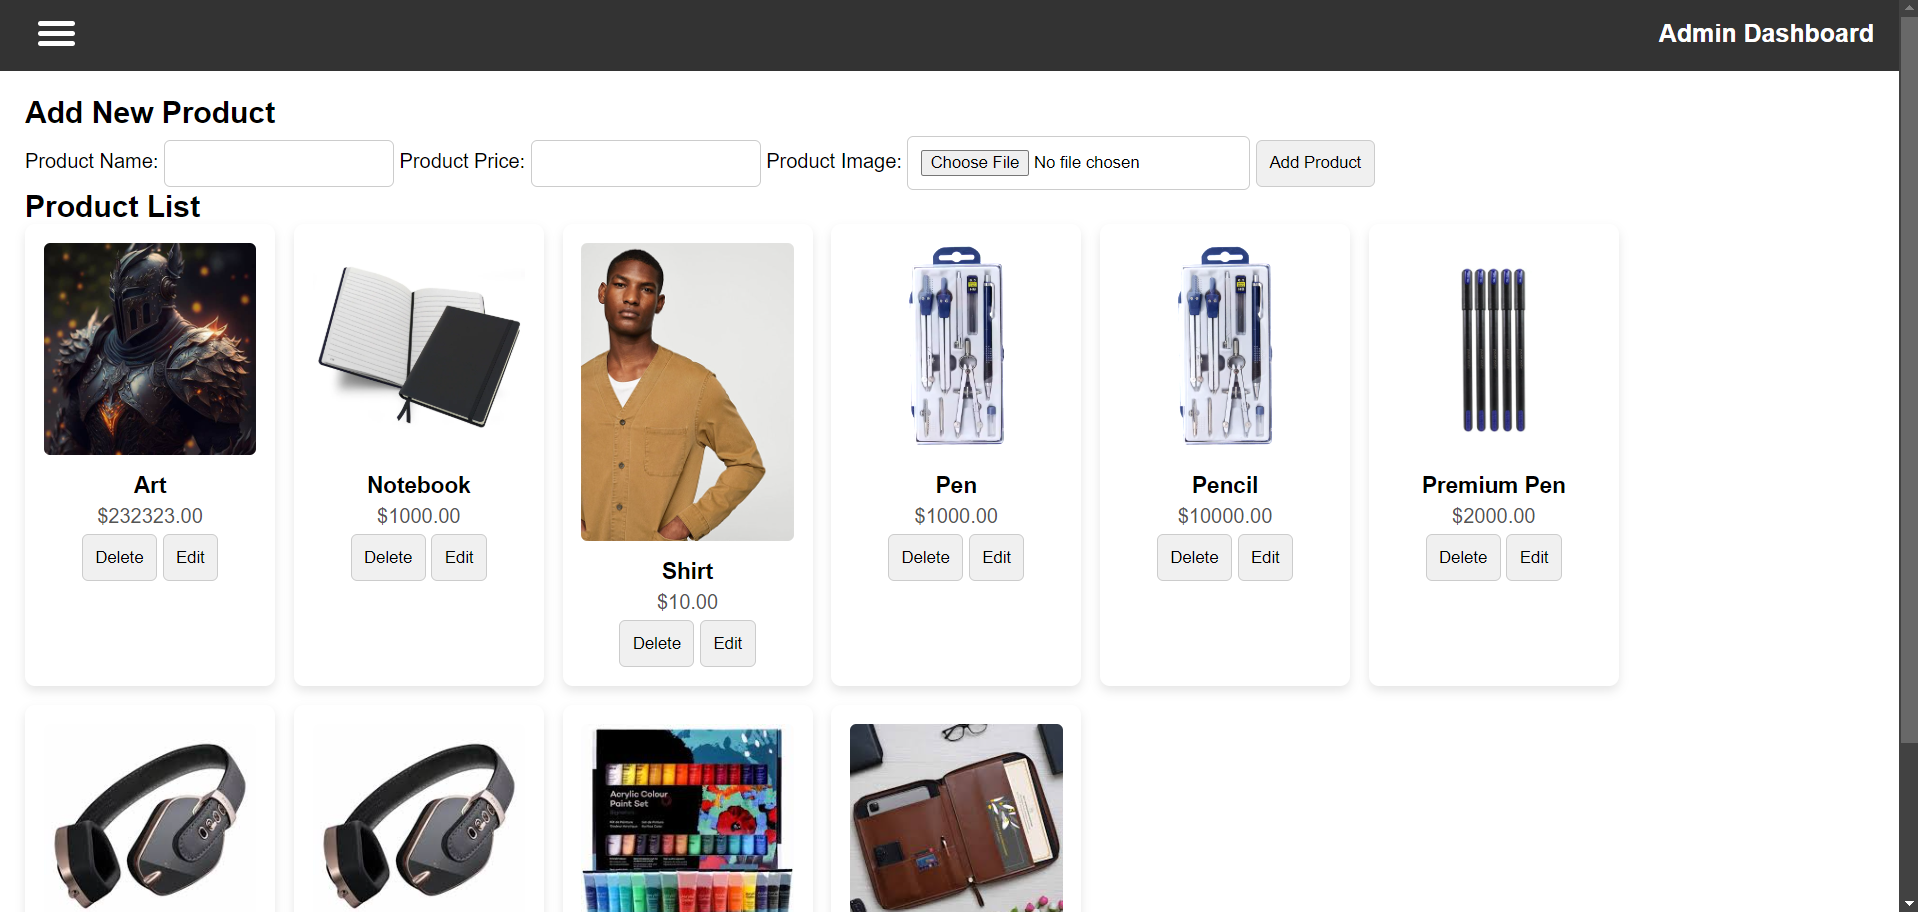 Admin Dashboard
Add New Product
Product Name: Product Price: Product Image: Choose File No file chosen Add Product
Product List
Art
$232323.00
Delete Edit
Notebook
$1000.00
Delete Edit
Shirt
$10.00
Delete Edit
Pen
$1000.00
Delete Edit
Pencil
$10000.00
Delete Edit
Premium Pen
$2000.00
Delete Edit
Acrylic Colour
Paint Set